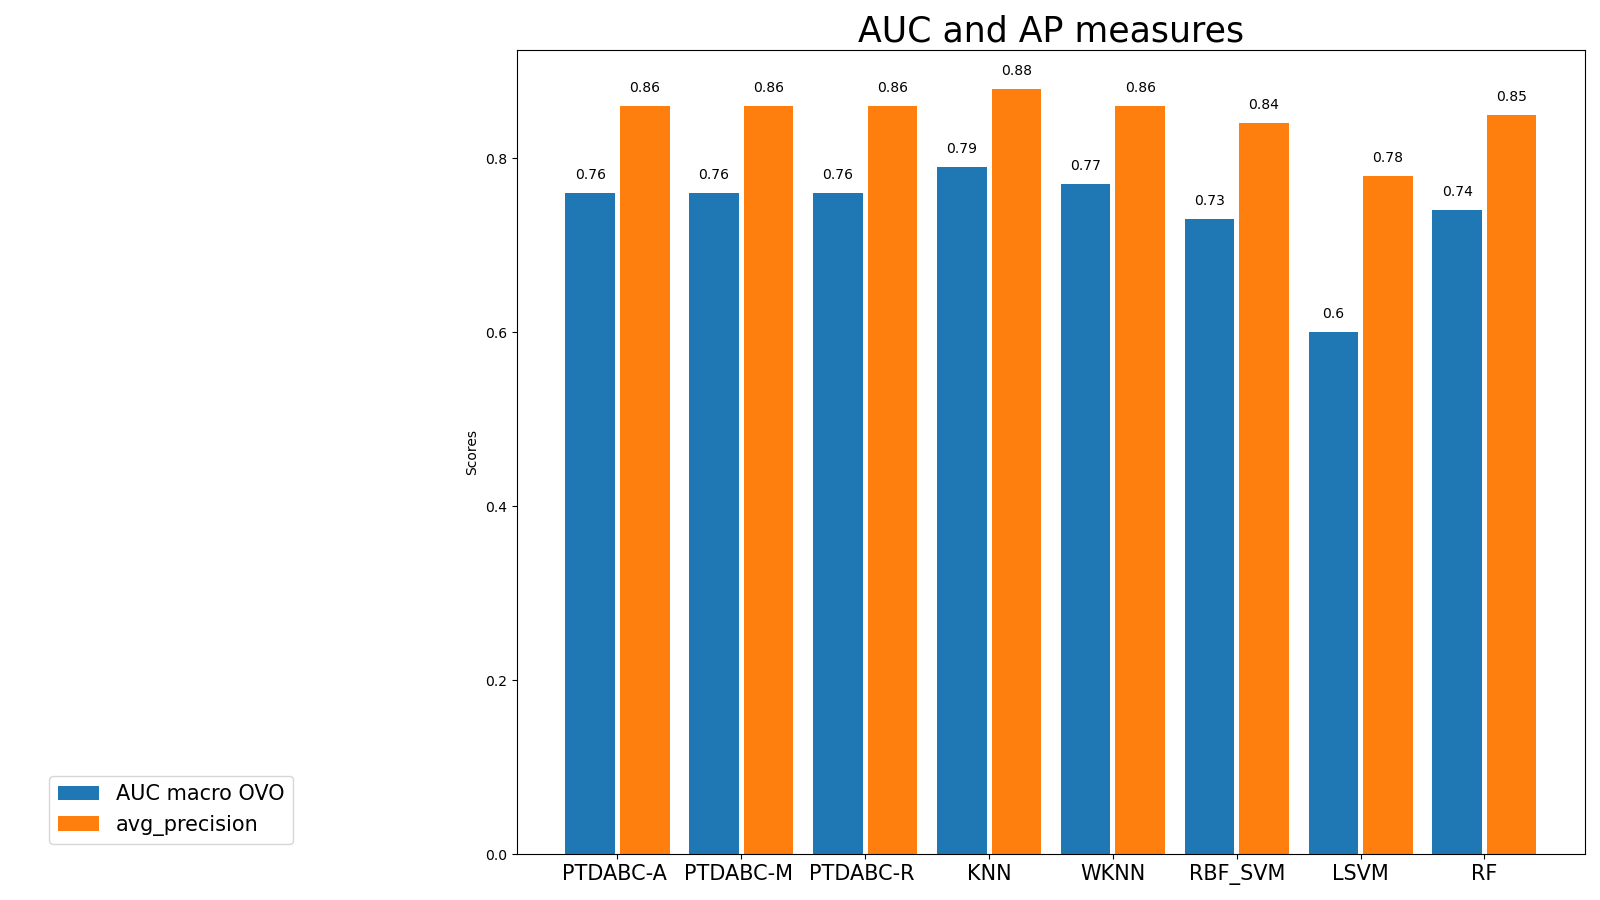 AUC and AP measures
0.86
0.86
0.86
0.88
0.86
0.84
0.78
0.85
0.76
0.76
0.76
0.79
0.77
0.73
0.6
0.74
0.8
0.6
0.4
0.2
0.0
Scores
PTDABC-A
PTDABC-M
PTDABC-R
KNN
WKNN
RBF_SVM
LSVM
RF
AUC macro OVO
avg_precision